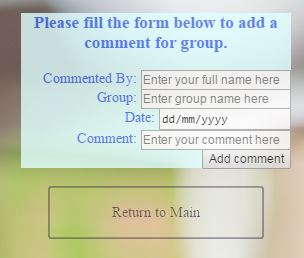 Please fill the form below to add a
comment for group.
Commented By: Enter your full name here
Group: Enter group name here
Date: dd/mm/yyyy
Comment: Enter your comment here
Add comment
Return to Main